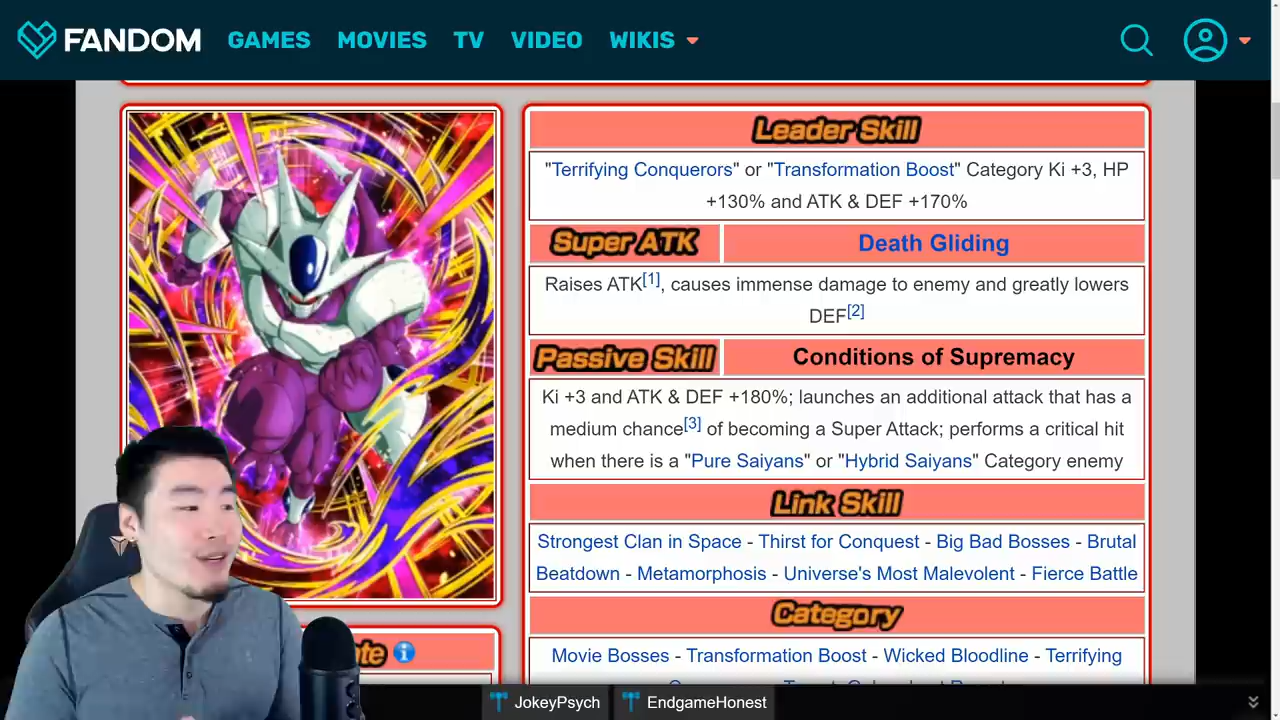 FANDOM GAMES MOVIES TV VIDEO WIKIS
Leader Skill
"Terrifying Conquerors" or "Transformation Boost" Category Ki +3, HP
+130% and ATK & DEF +170%
Super ATK Death Gliding
Raises ATK[1], causes immense damage to enemy and greatly lowers
DEF[2]
Passive Skill Conditions of Supremacy
Ki +3 and ATK & DEF +180%; launches an additional attack that has a
medium chance[3] of becoming a Super Attack; performs a critical hit
when there is a "Pure Saiyans" or "Hybrid Saiyans" Category enemy
Link Skill
Strongest Clan in Space - Thirst for Conquest - Big Bad Bosses - Brutal
Beatdown - Metamorphosis - Universe's Most Malevolent - Fierce Battle
Category
Movie Bosses - Transformation Boost - Wicked Bloodline - Terrifying
JokeyPsych EndgameHonest